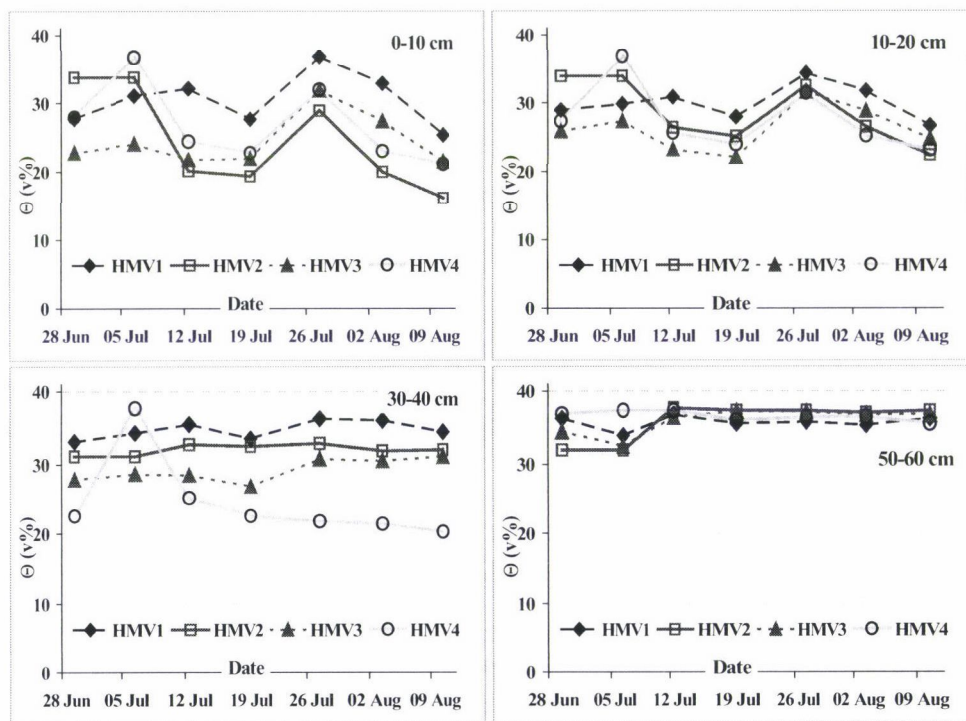 0-10 cm
40
30
20
10
0
Θ (v%)
HMV1 HMV2 HMV3 HMV4
Date
28 Jun 05 Jul 12 Jul 19 Jul 26 Jul 02 Aug 09 Aug
10-20 cm
40
30
20
10
0
Θ (v%)
HMV1 HMV2 HMV3 HMV4
Date
28 Jun 05 Jul 12 Jul 19 Jul 26 Jul 02 Aug 09 Aug
30-40 cm
40
30
20
10
0
Θ (v%)
HMV1 HMV2 HMV3 HMV4
Date
28 Jun 05 Jul 12 Jul 19 Jul 26 Jul 02 Aug 09 Aug
50-60 cm
40
30
20
10
0
Θ (v%)
HMV1 HMV2 HMV3 HMV4
Date
28 Jun 05 Jul 12 Jul 19 Jul 26 Jul 02 Aug 09 Aug